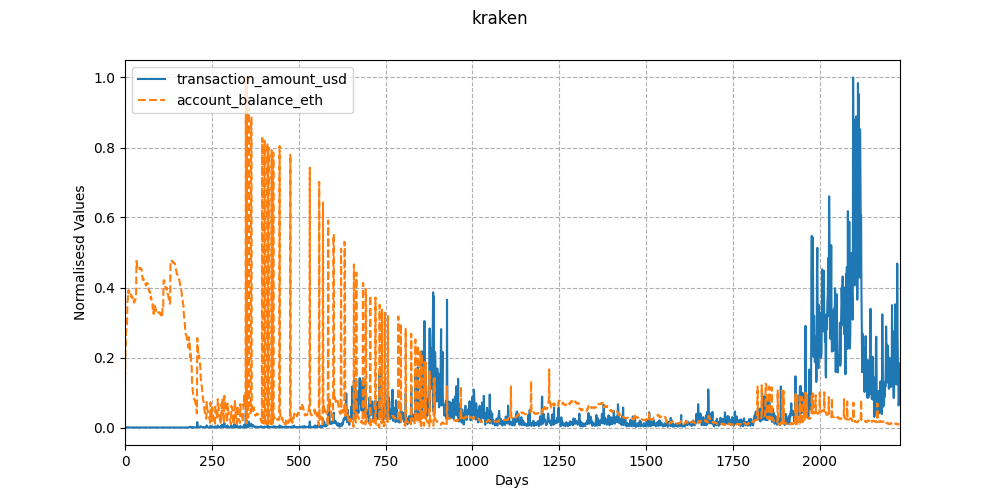 kraken
transaction_amount_usd
account_balance_eth
1.0
0.8
0.6
0.4
0.2
0.0
Normalisesd Values
0 250 500 750 1000 1250 1500 1750 2000
Days